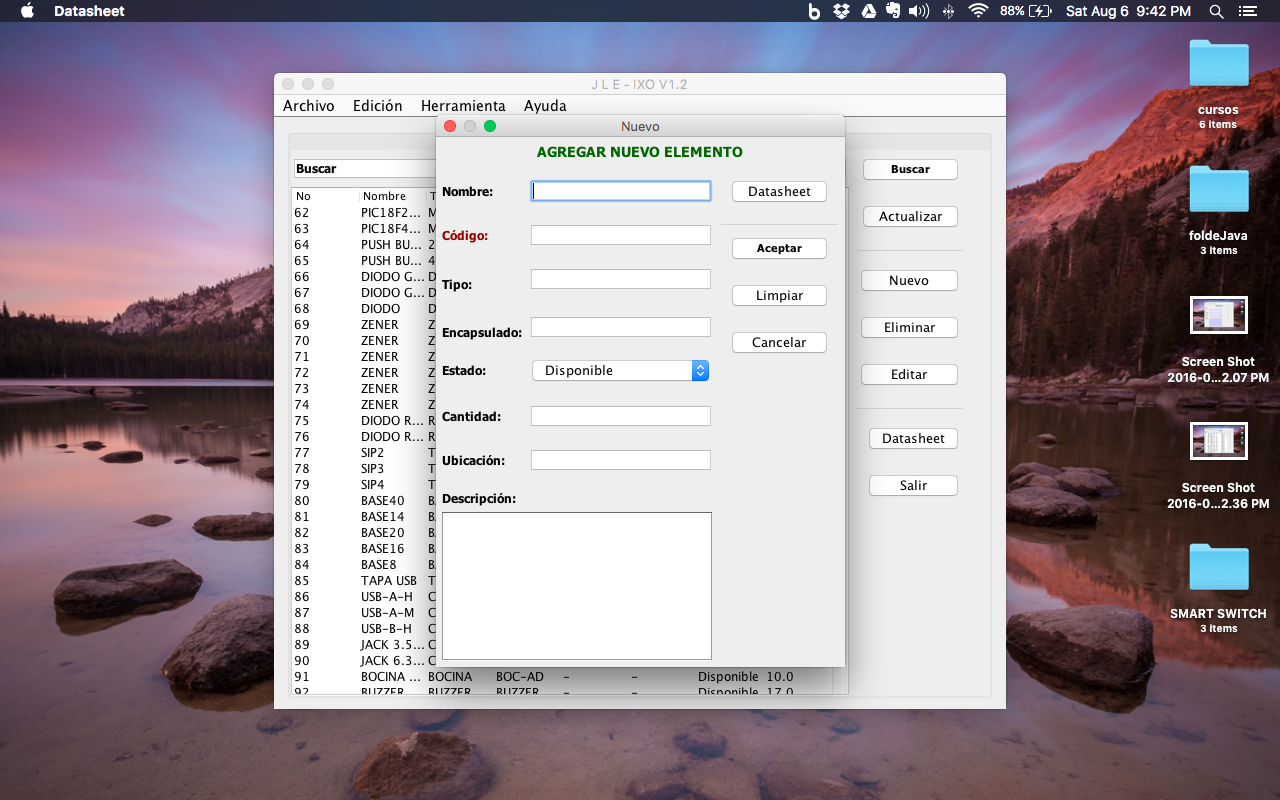 Datasheet
88%
Sat Aug 6 9:42 PM
J L E - IXO V1.2
Archivo Edición Herramienta Ayuda
Nuevo
AGREGAR NUEVO ELEMENTO
Nombre:
Datasheet
Código:
Aceptar
Tipo:
Limpiar
Encapsulado:
Cancelar
Estado: Disponible
Cantidad:
Ubicación:
Descripción:
Buscar
Buscar
Actualizar
Nuevo
Eliminar
Editar
Datasheet
Salir
No Nombre T
62 PIC18F2... M
63 PIC18F4... M
64 PUSH BU... 2
65 PUSH BU... 4
66 DIODO G... D
67 DIODO G... D
68 DIODO D
69 ZENER Z
70 ZENER Z
71 ZENER Z
72 ZENER Z
73 ZENER Z
74 ZENER Z
75 DIODO R... R
76 DIODO R... R
77 SIP2 T
78 SIP3 T
79 SIP4 T
80 BASE40 BA
81 BASE14 BA
82 BASE20 BA
83 BASE16 BA
84 BASE8 BA
85 TAPA USB T
86 USB-A-H C
87 USB-A-M C
88 USB-B-H C
89 JACK 3.5... C
90 JACK 6.3... C
91 BOCINA ... BOCINA BOC-AD - - Disponible 10.0
92 BUZZER BUZZER BUZZER - - Disponible 17.0
cursos
6 items
foldeJava
3 items
Screen Shot
2016-0...2.07 PM
Screen Shot
2016-0...2.36 PM
SMART SWITCH
3 items